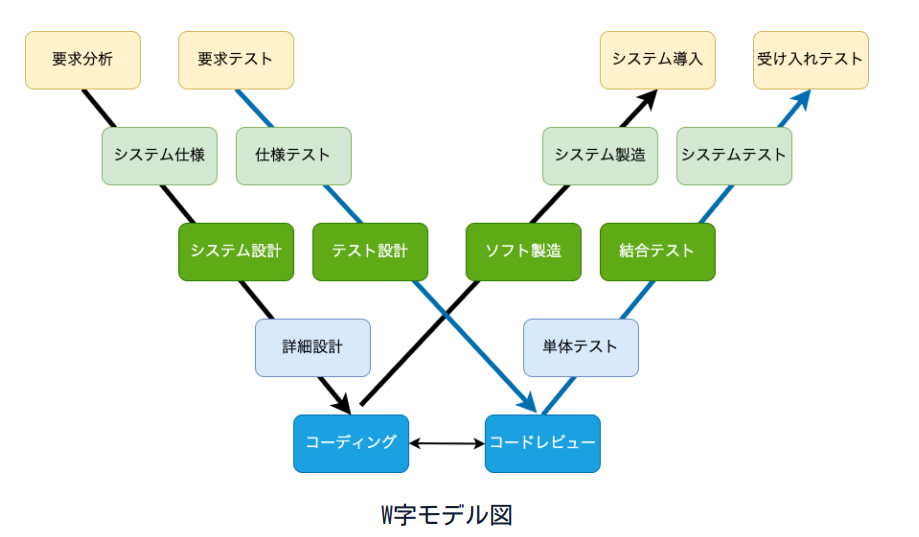 要求分析
要求テスト
システム導入
受け入れテスト
システム仕様
仕様テスト
システム製造
システムテスト
システム設計
テスト設計
ソフト製造
結合テスト
詳細設計
単体テスト
コーディング
コードレビュー
W字モデル図